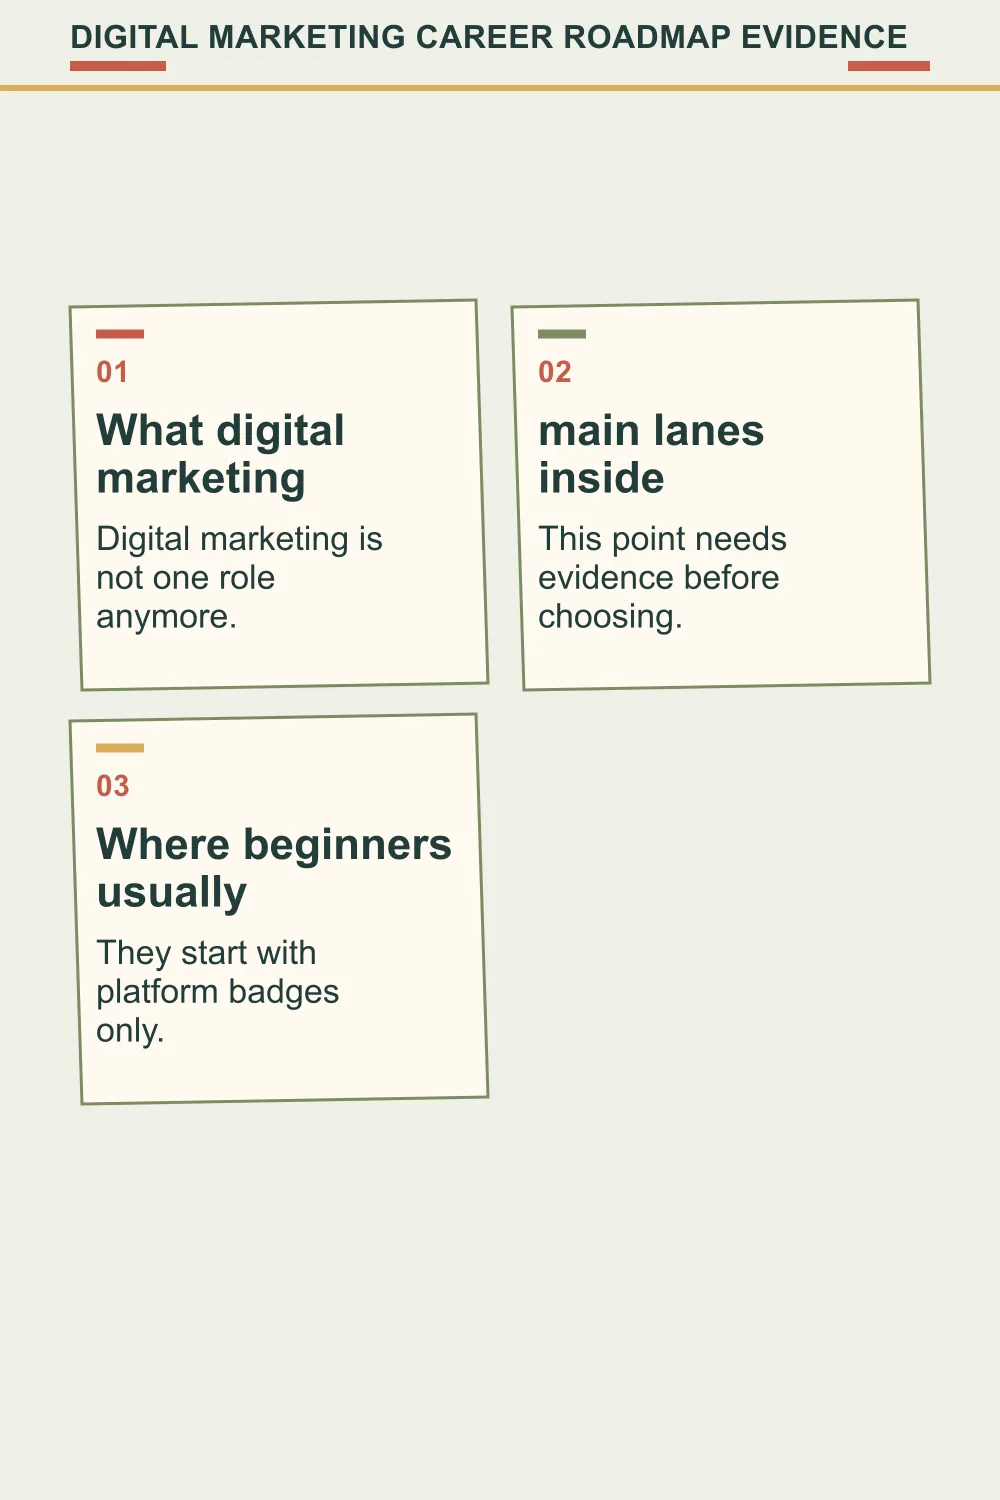 DIGITAL MARKETING CAREER ROADMAP EVIDENCE
01
What digital
marketing
Digital marketing is
not one role
anymore.
02
main lanes
inside
This point needs
evidence before
choosing.
03
Where beginners
usually
They start with
platform badges
only.